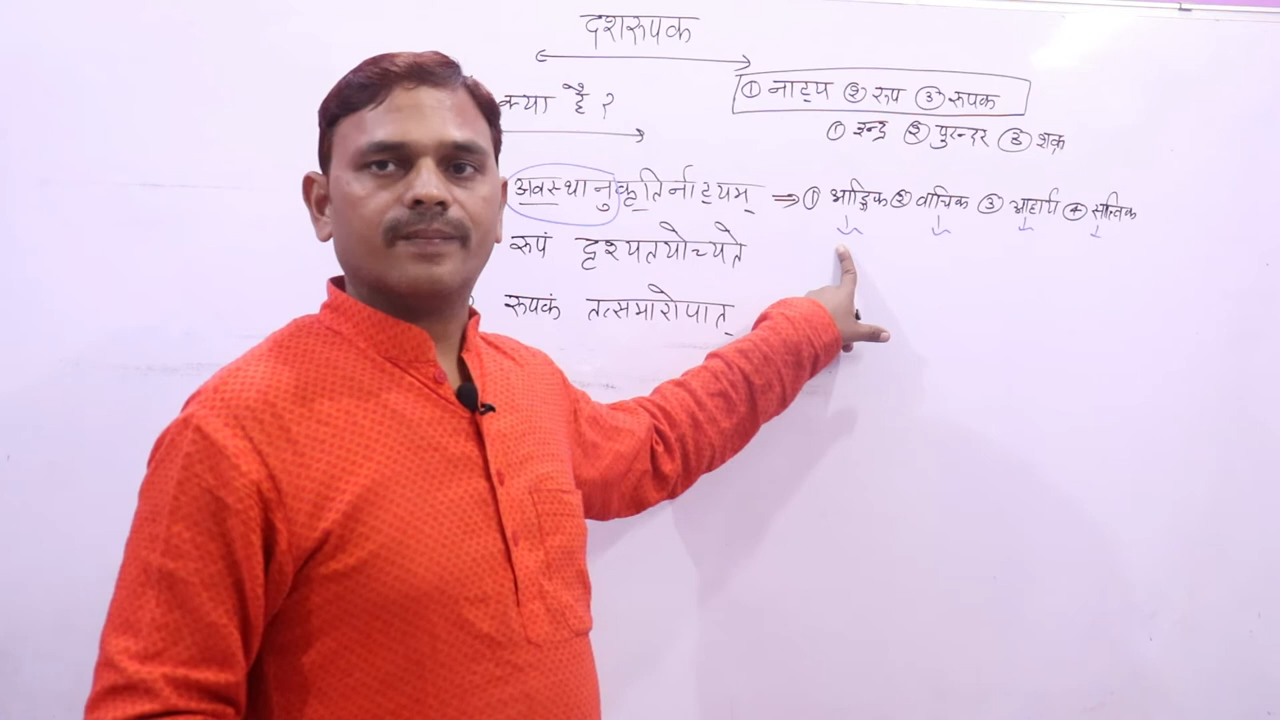 दशरूपक
क्या है ?
① नाट्य ② रूप ③ रूपक
① इन्द्र ② पुरन्दर ③ शक्र
अवस्थानुकृतिर्नाट्यम् ⇒ ① आङ्गिक ② वाचिक ③ आहार्य ④ सात्विक
रूपं दृश्यतयोच्यते
रूपकं तत्समारोपात्